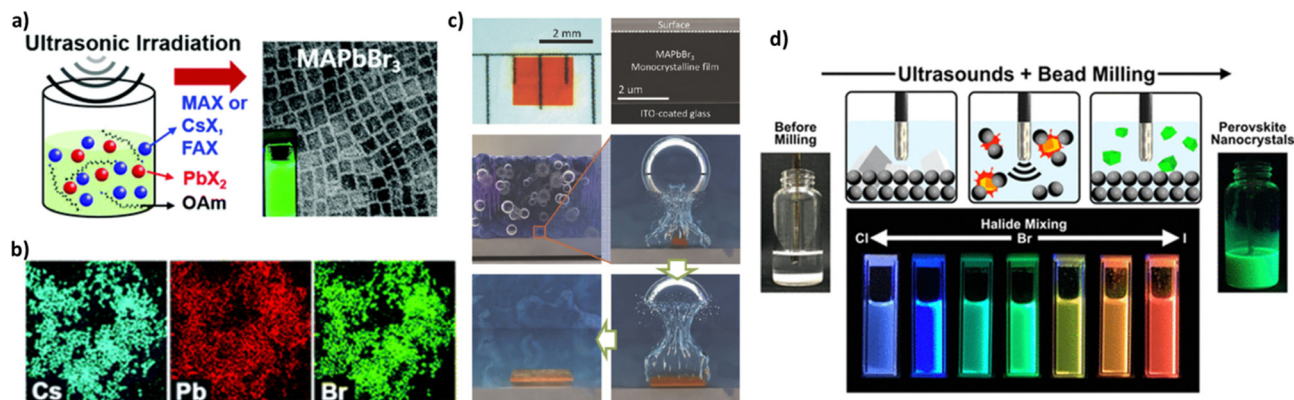 a)
Ultrasonic Irradiation
MAX or
CsX,
FAX
PbX2
OAm
MAPbBr3
b)
Cs
Pb
Br
c)
2 mm
Surface
MAPbBr3
Monocrystalline film
2 um
ITO-coated glass
d)
Ultrasounds + Bead Milling
Before
Milling
Perovskite
Nanocrystals
Halide Mixing
Cl
Br
I